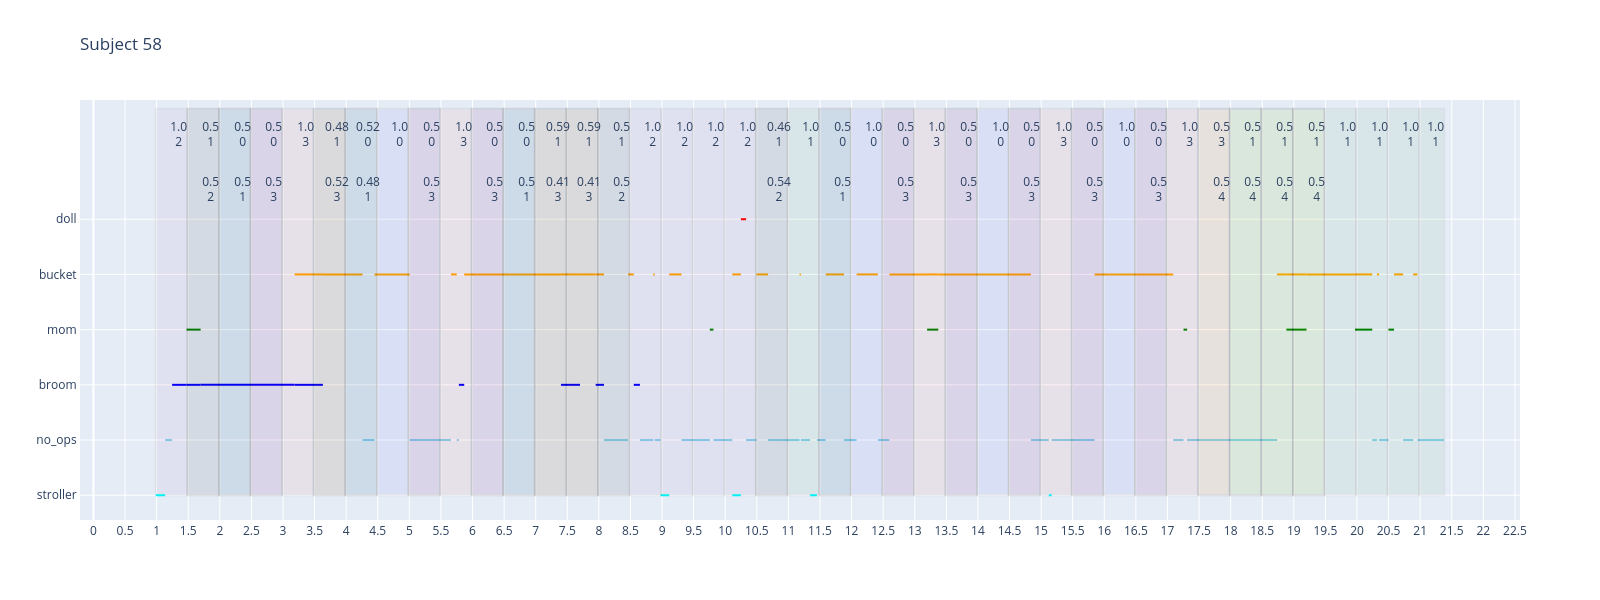 Subject 58
1.0 0.5 0.5 0.5 1.0 0.48 0.52 1.0 0.5 1.0 0.5 0.5 0.59 0.59 0.5 1.0 1.0 1.0 1.0 0.46 1.0 0.5 1.0 0.5 1.0 0.5 1.0 0.5 1.0 0.5 1.0 0.5 1.0 0.5 0.5 0.5 0.5 1.0 1.0 1.0 1.0
2 1 0 0 3 1 0 0 0 3 0 0 1 1 1 2 2 2 2 1 1 0 0 0 3 0 0 0 3 0 0 0 3 3 1 1 1 1 1 1 1
0.5 0.5 0.5 0.52 0.48 0.5 0.5 0.5 0.41 0.41 0.5 0.54 0.5 0.5 0.5 0.5 0.5 0.5 0.5 0.5 0.5 0.5
2 1 3 3 1 3 3 1 3 3 2 2 1 3 3 3 3 3 4 4 4 4
doll
bucket
mom
broom
no_ops
stroller
0 0.5 1 1.5 2 2.5 3 3.5 4 4.5 5 5.5 6 6.5 7 7.5 8 8.5 9 9.5 10 10.5 11 11.5 12 12.5 13 13.5 14 14.5 15 15.5 16 16.5 17 17.5 18 18.5 19 19.5 20 20.5 21 21.5 22 22.5